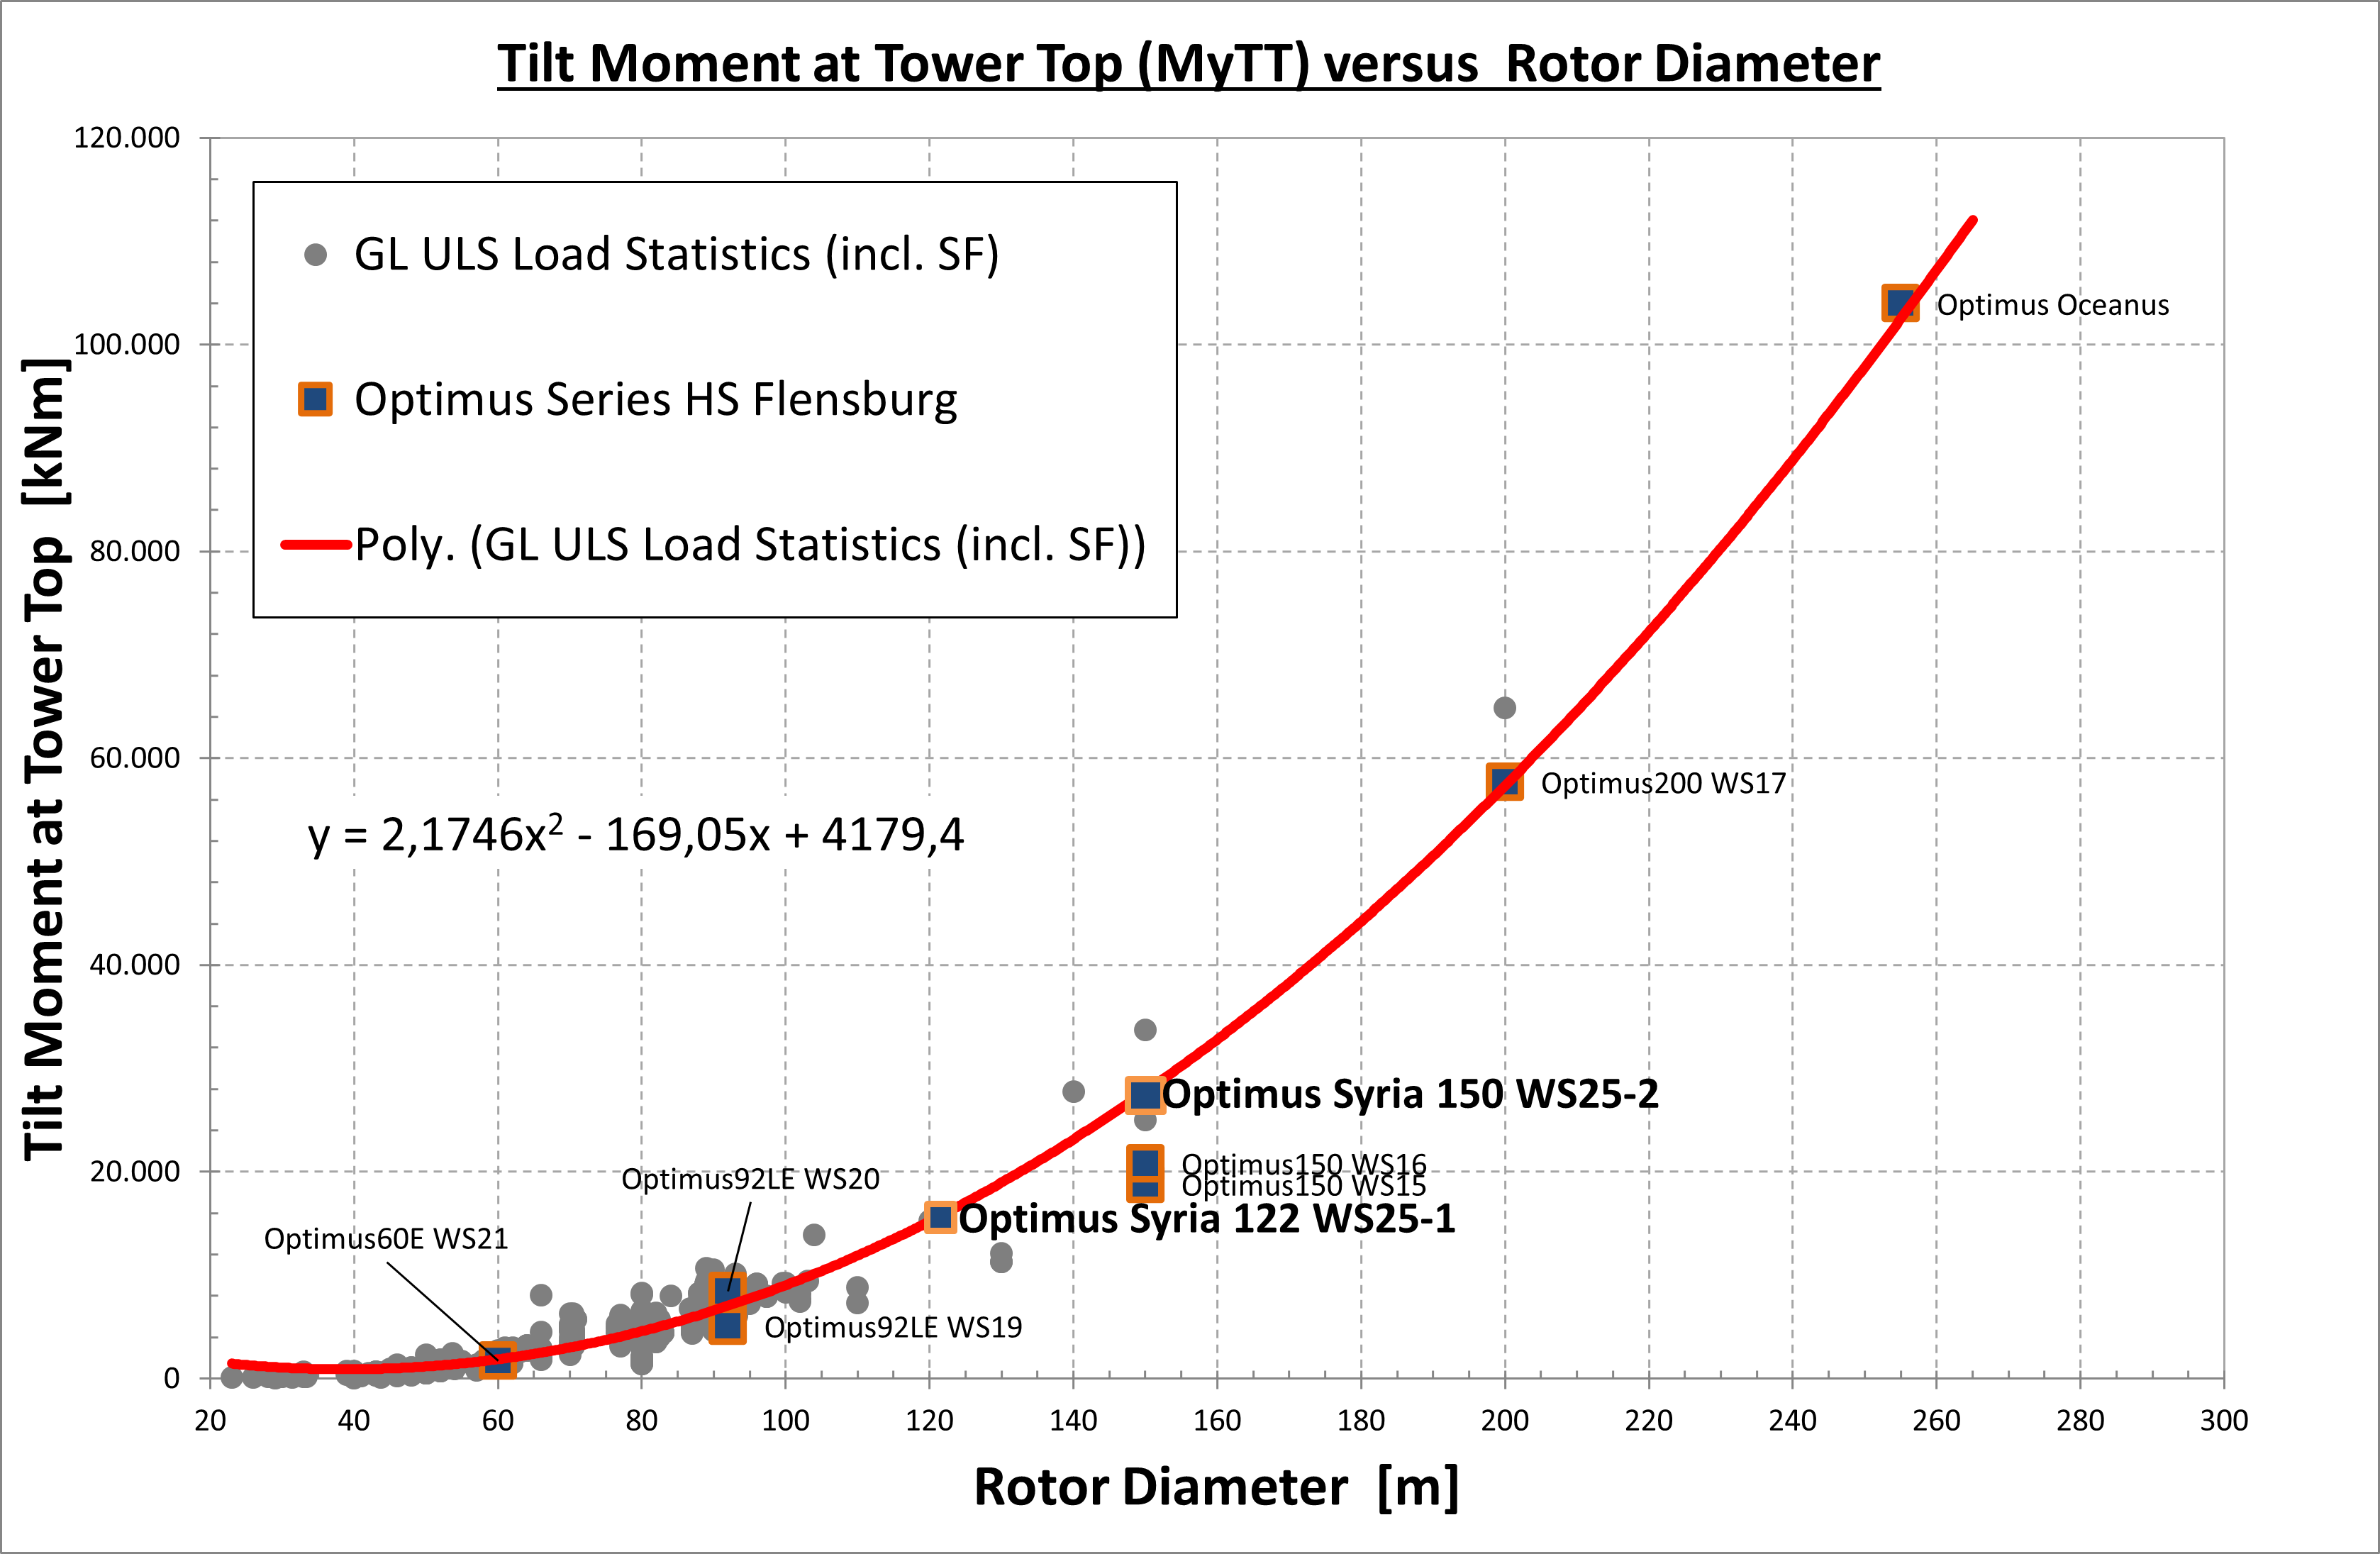 Tilt Moment at Tower Top (MyTT) versus  Rotor Diameter
Tilt Moment at Tower Top  [kNm]
120.000
100.000
80.000
60.000
40.000
20.000
0
GL ULS Load Statistics (incl. SF)
Optimus Series HS Flensburg
Poly. (GL ULS Load Statistics (incl. SF))
Optimus Oceanus
Optimus200 WS17
y = 2,1746x² - 169,05x + 4179,4
Optimus Syria 150 WS25-2
Optimus150 WS16
Optimus92LE WS20
Optimus150 WS15
Optimus Syria 122 WS25-1
Optimus60E WS21
Optimus92LE WS19
20 40 60 80 100 120 140 160 180 200 220 240 260 280 300
Rotor Diameter  [m]